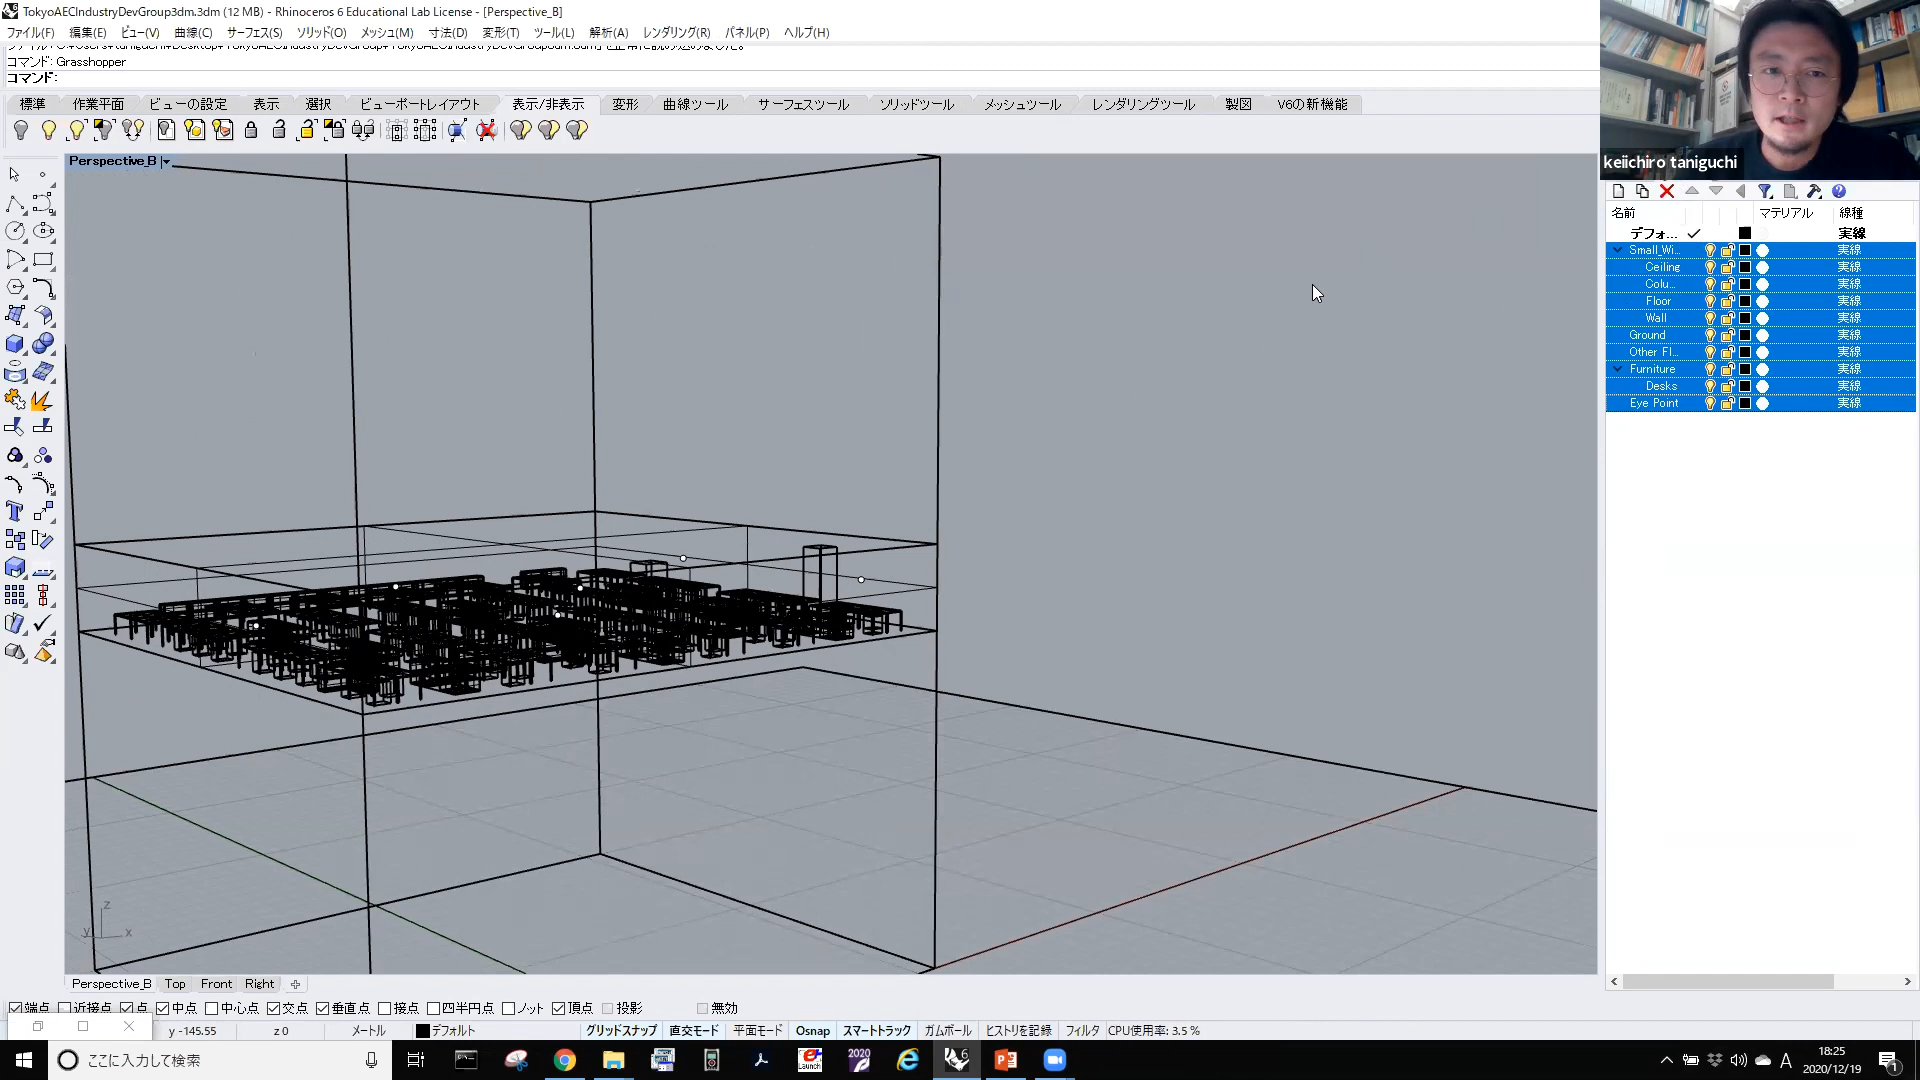 TokyoAECIndustryDevGroup3dm.3dm (12 MB) - Rhinoceros 6 Educational Lab License - [Perspective_B]
ファイル(F) 編集(E) ビュー(V) 曲線(C) サーフェス(S) ソリッド(O) メッシュ(M) 寸法(D) 変形(T) ツール(L) 解析(A) レンダリング(R) パネル(P) ヘルプ(H)
コマンド: Grasshopper
コマンド:
標準 作業平面 ビューの設定 表示 選択 ビューポートレイアウト 表示/非表示 変形 曲線ツール サーフェスツール ソリッドツール メッシュツール レンダリングツール 製図 V6の新機能
Perspective_B
keiichiro taniguchi
名前 マテリアル 線種
デフォ... 実線
Small_Wi... 実線
Ceiling 実線
Colu... 実線
Floor 実線
Wall 実線
Ground 実線
Other Fl... 実線
Furniture 実線
Desks 実線
Eye Point 実線
z
y x
Perspective_B Top Front Right
端点 近接点 点 中点 中心点 交点 垂直点 接点 四半円点 ノット 頂点 投影 無効
y -145.55 z 0 メートル デフォルト グリッドスナップ 直交モード 平面モード Osnap スマートトラック ガムボール ヒストリを記録 フィルタ CPU使用率: 3.5 %
ここに入力して検索
Launch
2020
6
A
18:25
2020/12/19
1